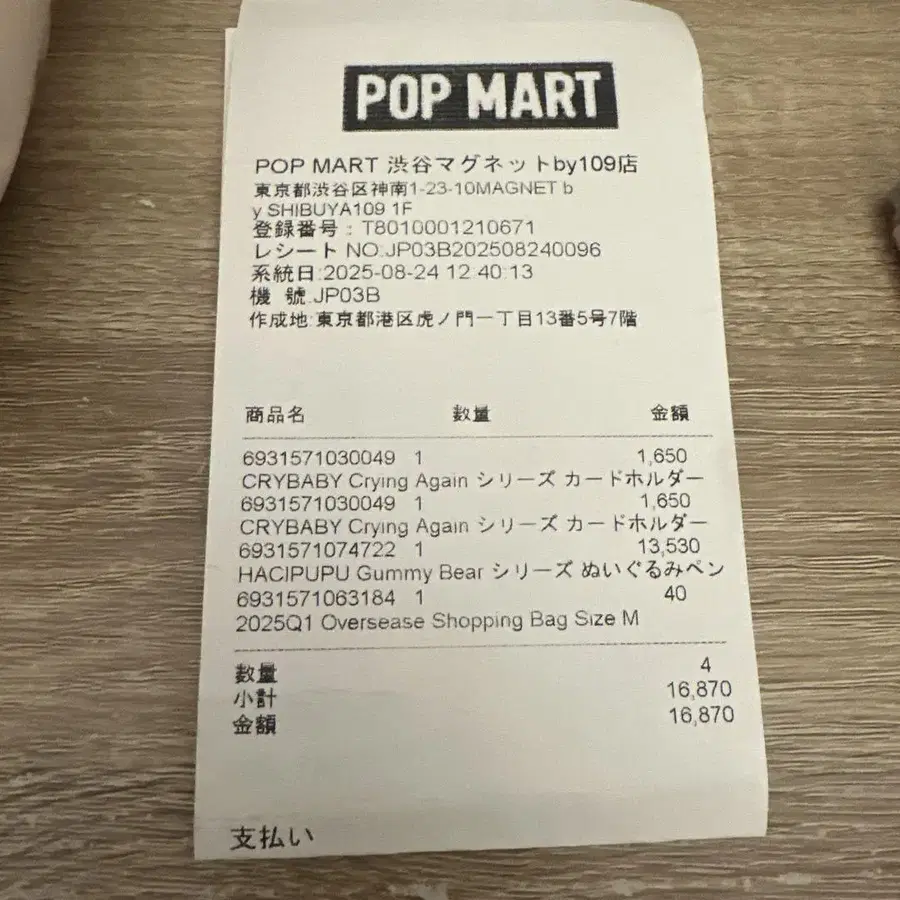 POP MART
POP MART 渋谷マグネットby109店
東京都渋谷区神南1-23-10MAGNET b
y SHIBUYA109 1F
登録番号：T8010001210671
レシート NO.JP03B202508240096
系統日:2025-08-24 12:40:13
機 號.JP03B
作成地:東京都港区虎ノ門一丁目13番5号7階
商品名 数量 金額
6931571030049 1 1,650
CRYBABY Crying Again シリーズ カードホルダー
6931571030049 1 1,650
CRYBABY Crying Again シリーズ カードホルダー
6931571074722 1 13,530
HACIPUPU Gummy Bear シリーズ ぬいぐるみペン
6931571063184 1 40
2025Q1 Oversease Shopping Bag Size M
数量 4
小計 16,870
金額 16,870
支払い